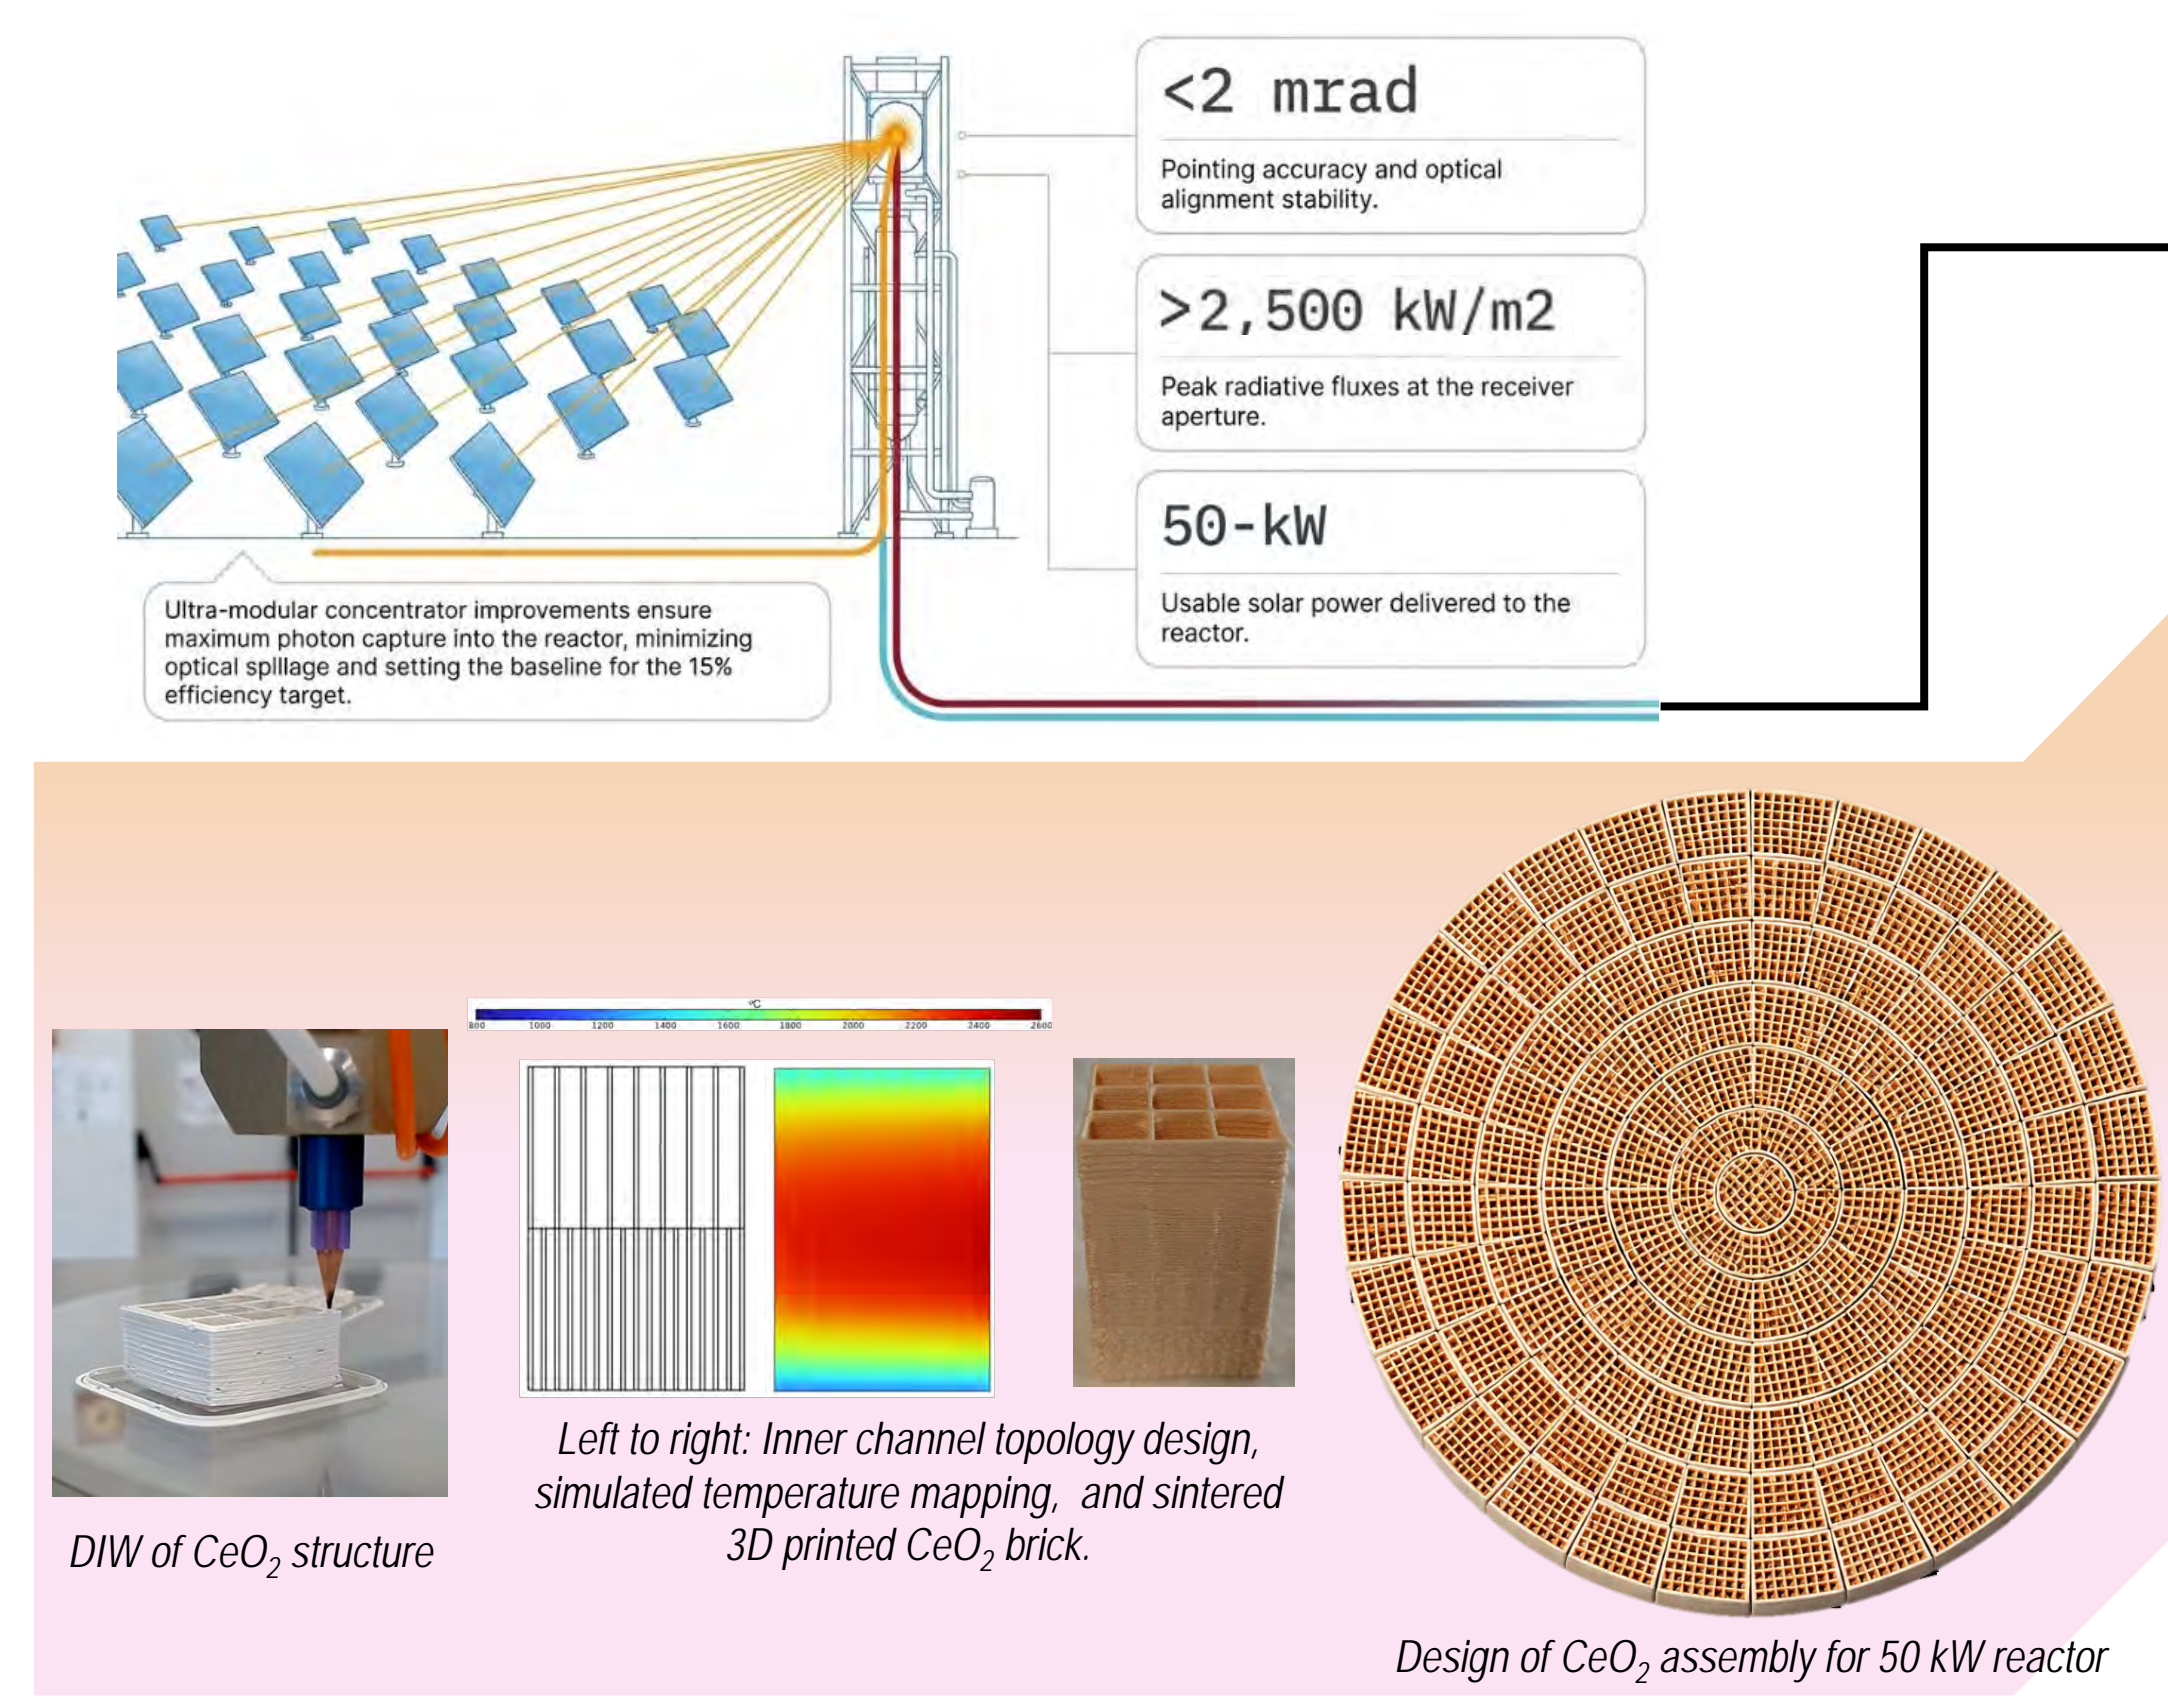 <2 mrad
Pointing accuracy and optical
alignment stability.
>2,500 kW/m2
Peak radiative fluxes at the receiver
aperture.
50-kW
Usable solar power delivered to the
reactor.
Ultra-modular concentrator improvements ensure
maximum photon capture into the reactor, minimizing
optical splllage and setting the baseline for the 15%
efficiency target.
ºC
800 1000 1200 1400 1600 1800 2000 2200 2400 2600
Left to right: Inner channel topology design,
simulated temperature mapping, and sintered
3D printed CeO2 brick.
DIW of CeO2 structure
Design of CeO2 assembly for 50 kW reactor